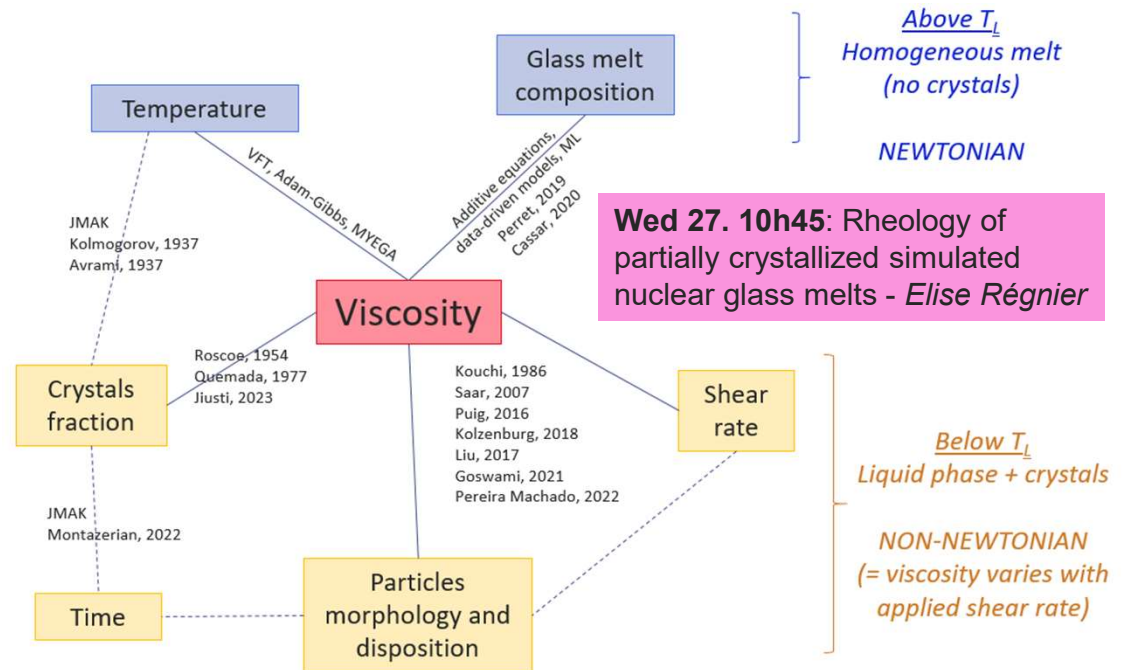 Above TL
Homogeneous melt
(no crystals)
NEWTONIAN
Glass melt
composition
Temperature
VFT, Adam-Gibbs, MYEGA
Additive equations,
data-driven models, ML
Perret, 2019
Cassar, 2020
JMAK
Kolmogorov, 1937
Avrami, 1937
Wed 27. 10h45: Rheology of
partially crystallized simulated
nuclear glass melts - Elise Régnier
Viscosity
Roscoe, 1954
Quemada, 1977
Jiusti, 2023
Crystals
fraction
Kouchi, 1986
Saar, 2007
Puig, 2016
Kolzenburg, 2018
Liu, 2017
Goswami, 2021
Pereira Machado, 2022
Shear
rate
Below TL
Liquid phase + crystals
NON-NEWTONIAN
(= viscosity varies with
applied shear rate)
JMAK
Montazerian, 2022
Time
Particles
morphology and
disposition